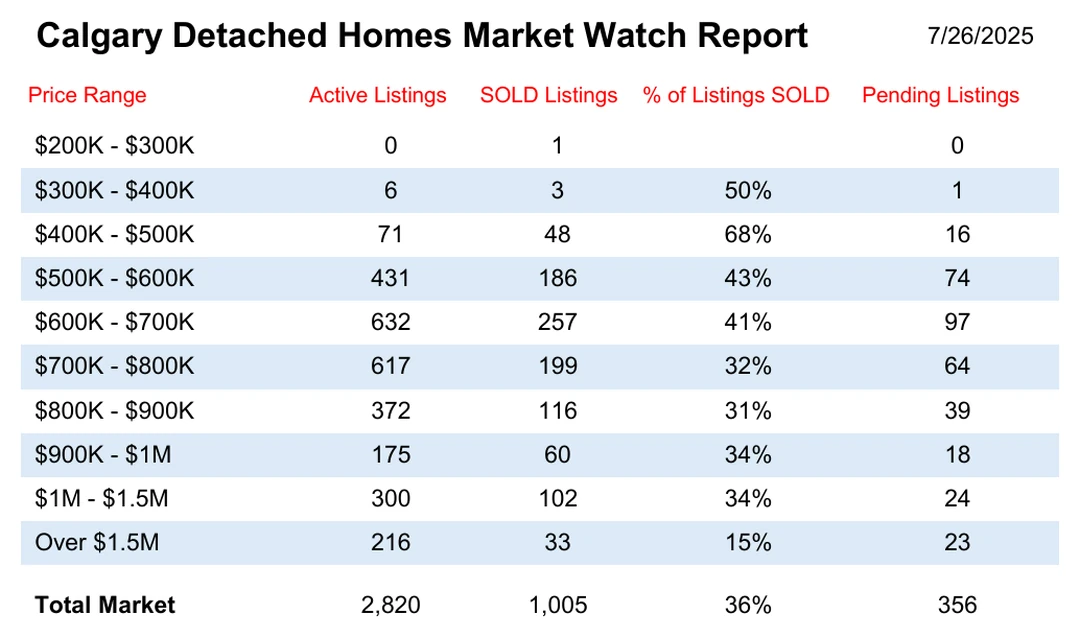 Calgary Detached Homes Market Watch Report 7/26/2025
Price Range Active Listings SOLD Listings % of Listings SOLD Pending Listings
$200K - $300K 0 1 0
$300K - $400K 6 3 50% 1
$400K - $500K 71 48 68% 16
$500K - $600K 431 186 43% 74
$600K - $700K 632 257 41% 97
$700K - $800K 617 199 32% 64
$800K - $900K 372 116 31% 39
$900K - $1M 175 60 34% 18
$1M - $1.5M 300 102 34% 24
Over $1.5M 216 33 15% 23
Total Market 2,820 1,005 36% 356